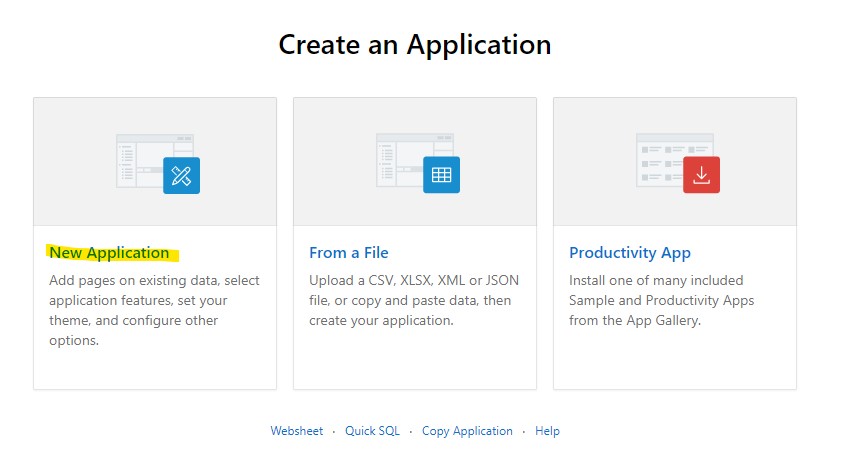 Create an Application
New Application
Add pages on existing data, select
application features, set your
theme, and configure other
options.
From a File
Upload a CSV, XLSX, XML or JSON
file, or copy and paste data, then
create your application.
Productivity App
Install one of many included
Sample and Productivity Apps
from the App Gallery.
Websheet · Quick SQL · Copy Application · Help